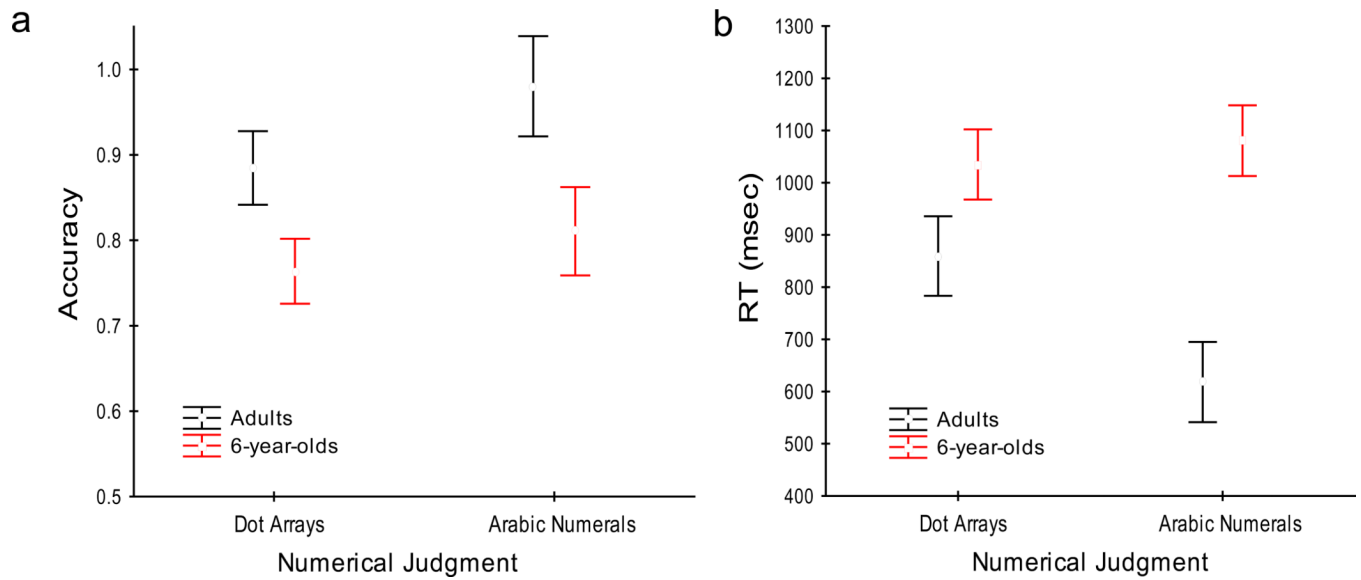 a
Accuracy
1.0
0.9
0.8
0.7
0.6
0.5
Adults
6-year-olds
Dot Arrays
Arabic Numerals
Numerical Judgment
b
RT (msec)
1300
1200
1100
1000
900
800
700
600
500
400
Adults
6-year-olds
Dot Arrays
Arabic Numerals
Numerical Judgment